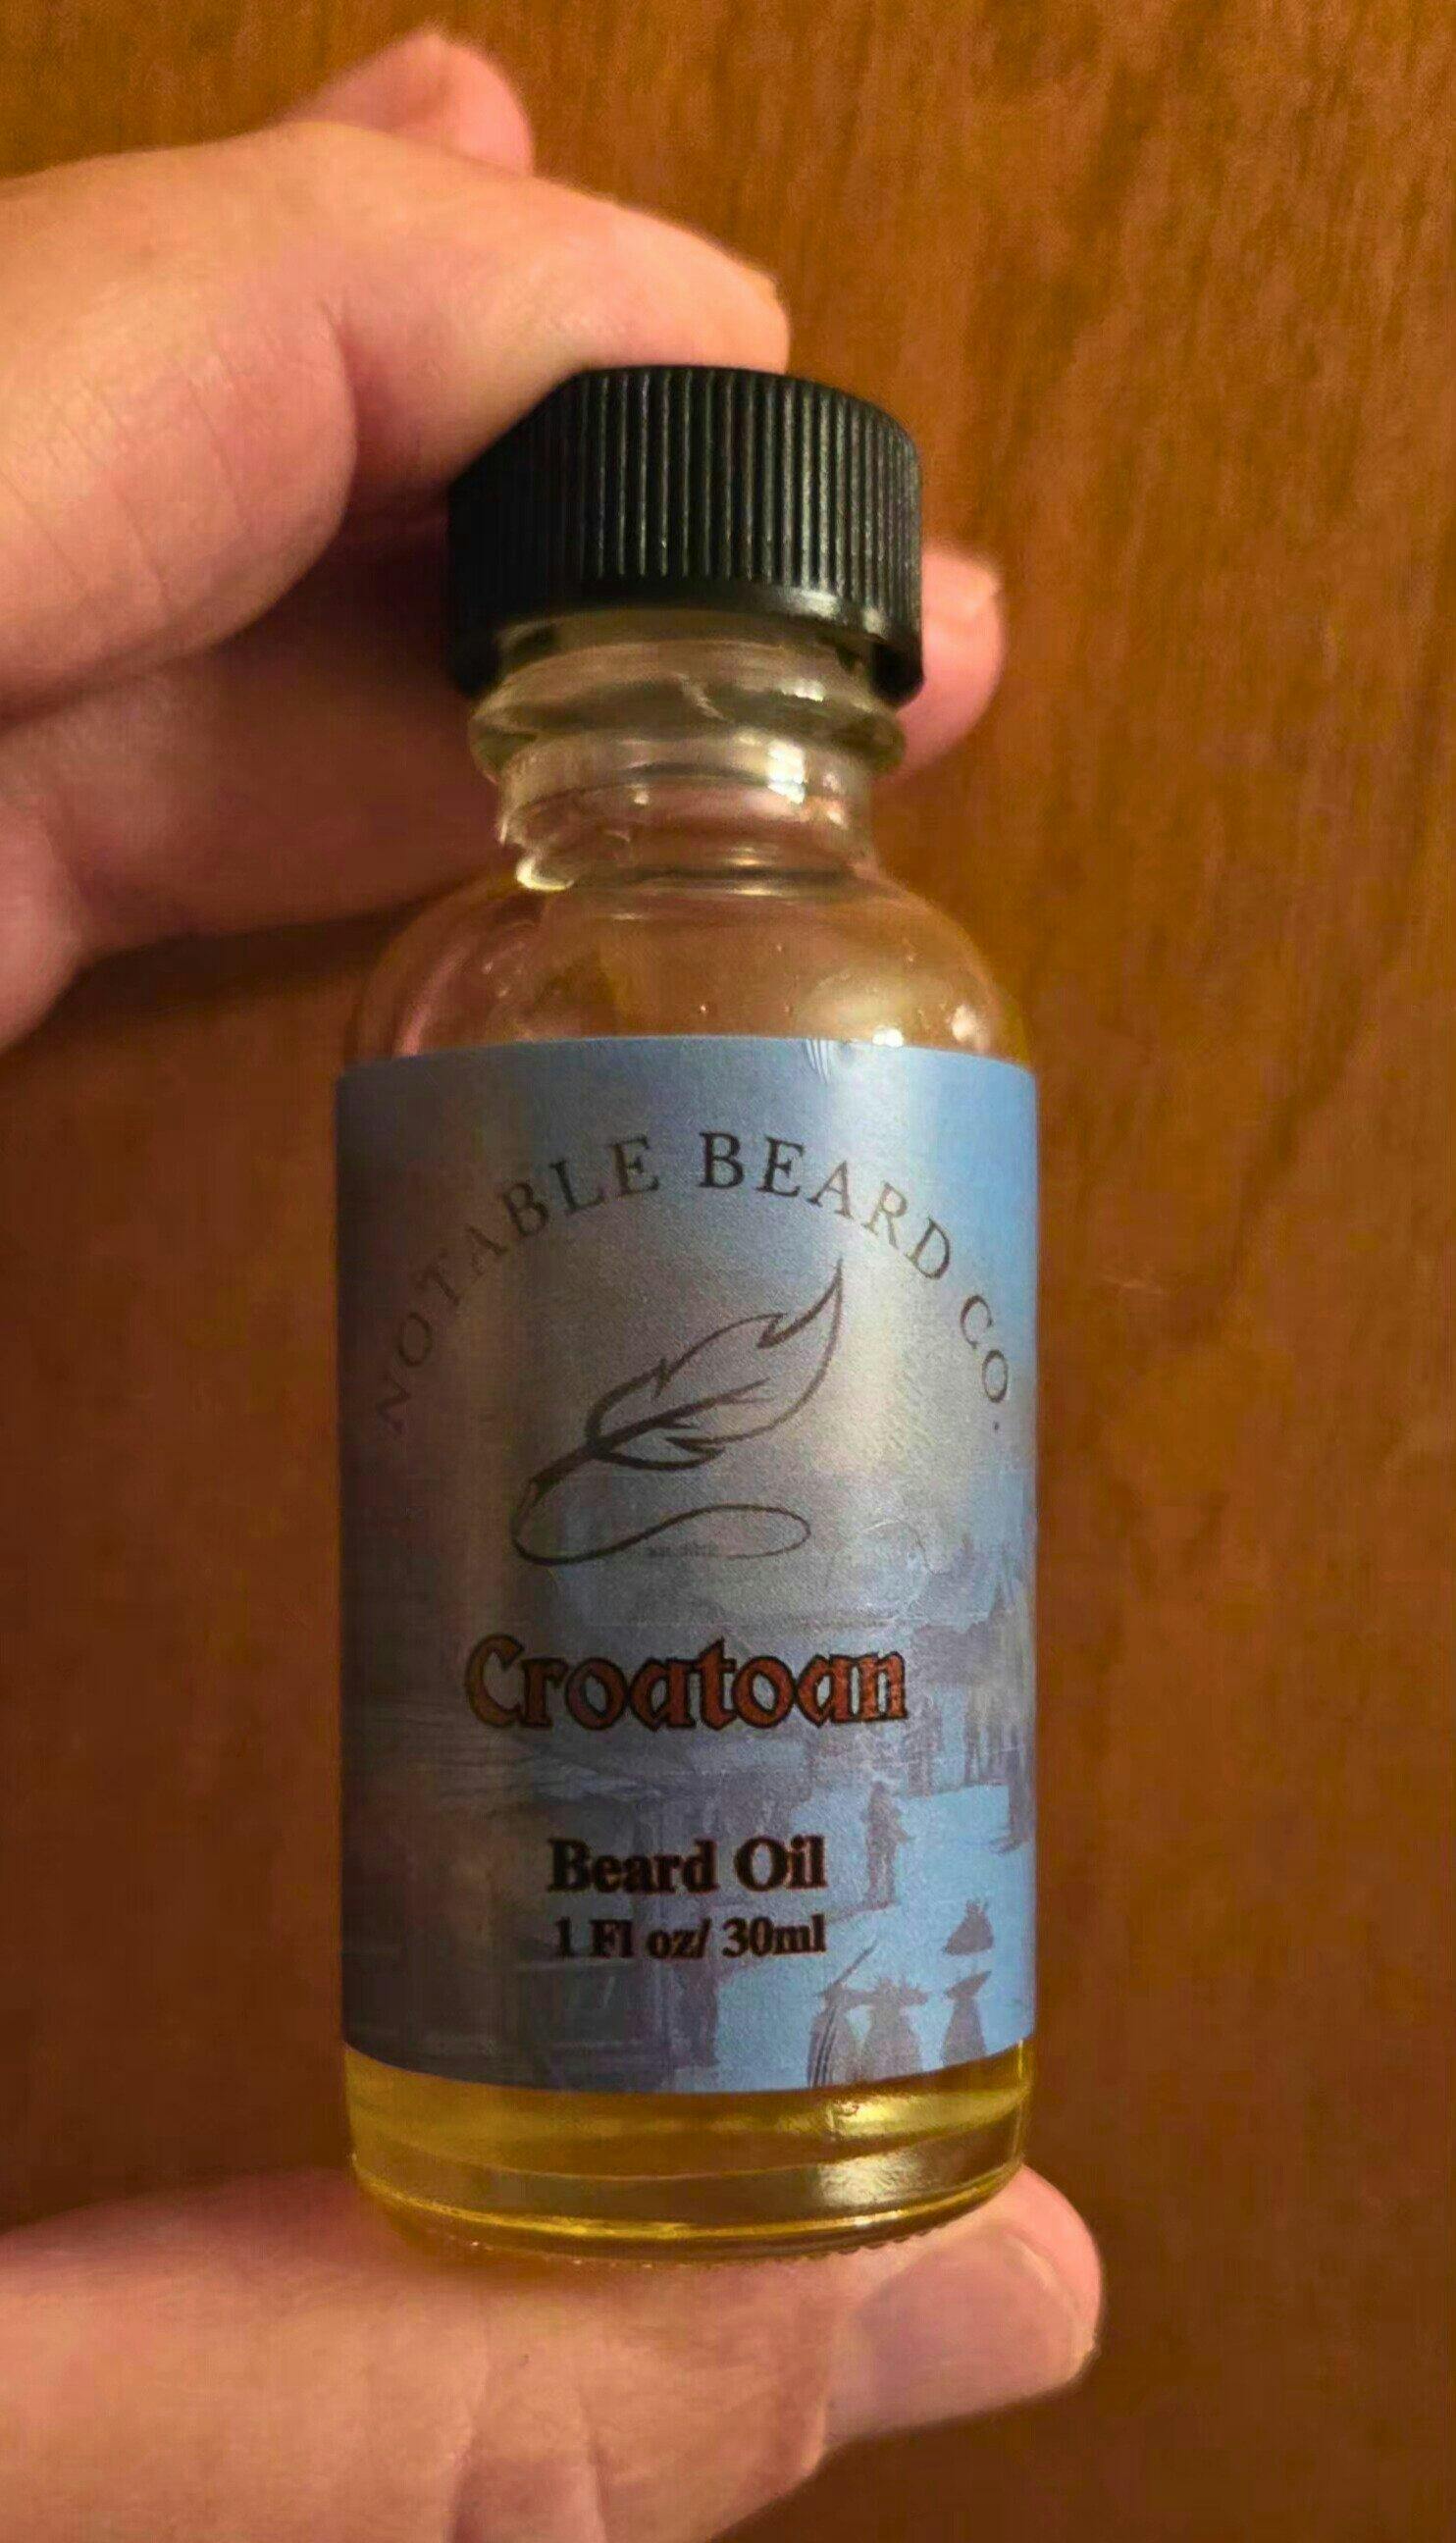 NOTABLE BEARD CO.
Croatoan
Beard Oil
1 Fl oz/ 30ml